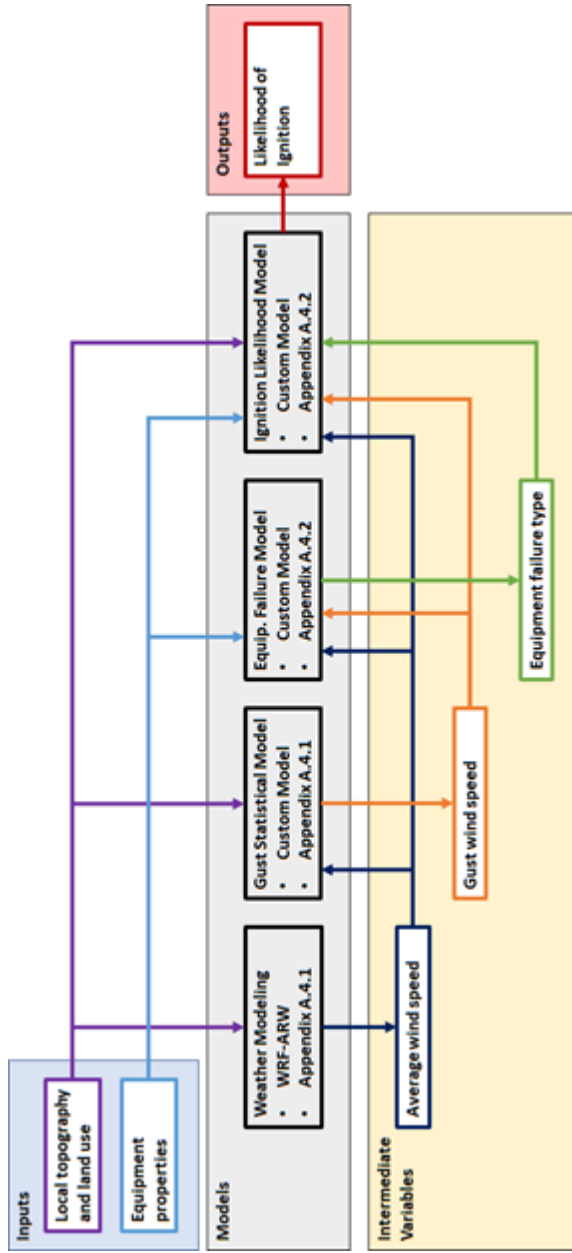 Inputs
Local topography
and land use
Equipment
properties
Models
Weather Modeling
• WRF-ARW
• Appendix A.4.1
Gust Statistical Model
• Custom Model
• Appendix A.4.1
Equip. Failure Model
• Custom Model
• Appendix A.4.2
Ignition Likelihood Model
• Custom Model
• Appendix A.4.2
Outputs
Likelihood of
Ignition
Intermediate
Variables
Average wind speed
Gust wind speed
Equipment failure type